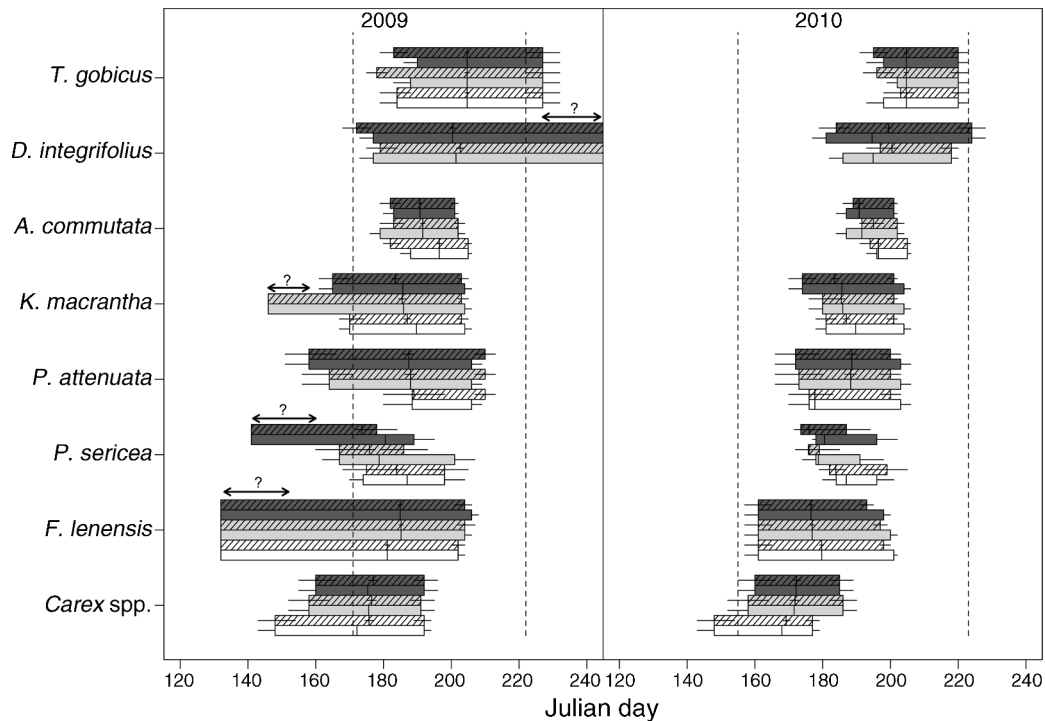 2009 2010
T. gobicus
?
D. integrifolius
A. commutata
?
K. macrantha
P. attenuata
?
P. sericea
?
F. lenensis
Carex spp.
120 140 160 180 200 220 240 120 140 160 180 200 220 240
Julian day